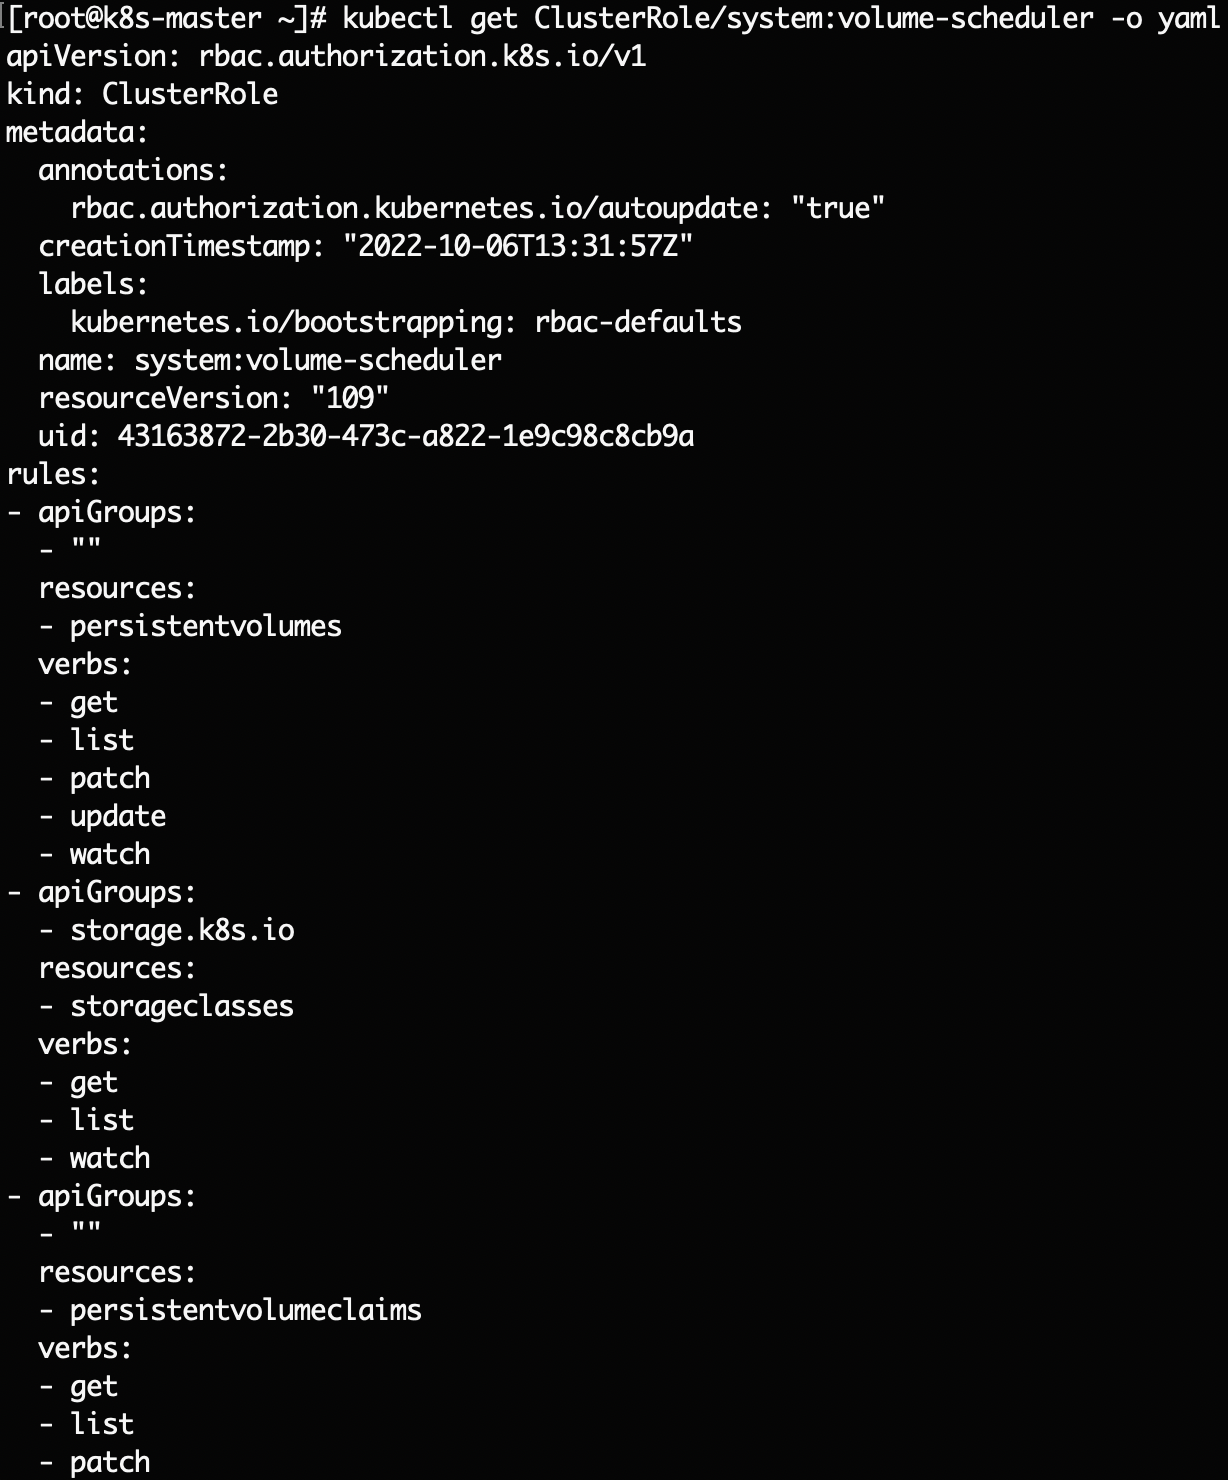 [root@k8s-master ~]# kubectl get ClusterRole/system:volume-scheduler -o yaml
apiVersion: rbac.authorization.k8s.io/v1
kind: ClusterRole
metadata:
  annotations:
    rbac.authorization.kubernetes.io/autoupdate: "true"
  creationTimestamp: "2022-10-06T13:31:57Z"
  labels:
    kubernetes.io/bootstrapping: rbac-defaults
  name: system:volume-scheduler
  resourceVersion: "109"
  uid: 43163872-2b30-473c-a822-1e9c98c8cb9a
rules:
- apiGroups:
  - ""
  resources:
  - persistentvolumes
  verbs:
  - get
  - list
  - patch
  - update
  - watch
- apiGroups:
  - storage.k8s.io
  resources:
  - storageclasses
  verbs:
  - get
  - list
  - watch
- apiGroups:
  - ""
  resources:
  - persistentvolumeclaims
  verbs:
  - get
  - list
  - patch